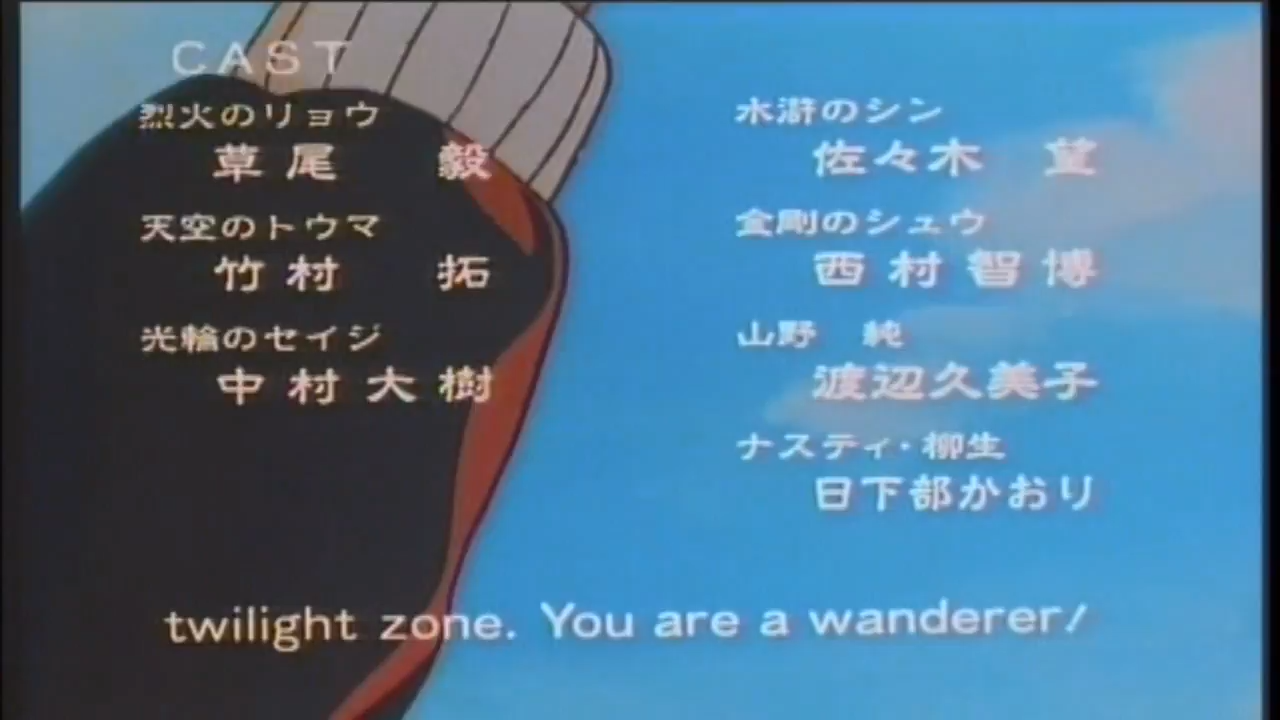 CAST
烈火のリョウ
草尾 毅
天空のトウマ
竹村 拓
光輪のセイジ
中村大樹
水滸のシン
佐々木 望
金剛のシュウ
西村智博
山野 純
渡辺久美子
ナスティ・柳生
日下部かおり
twilight zone. You are a wanderer!